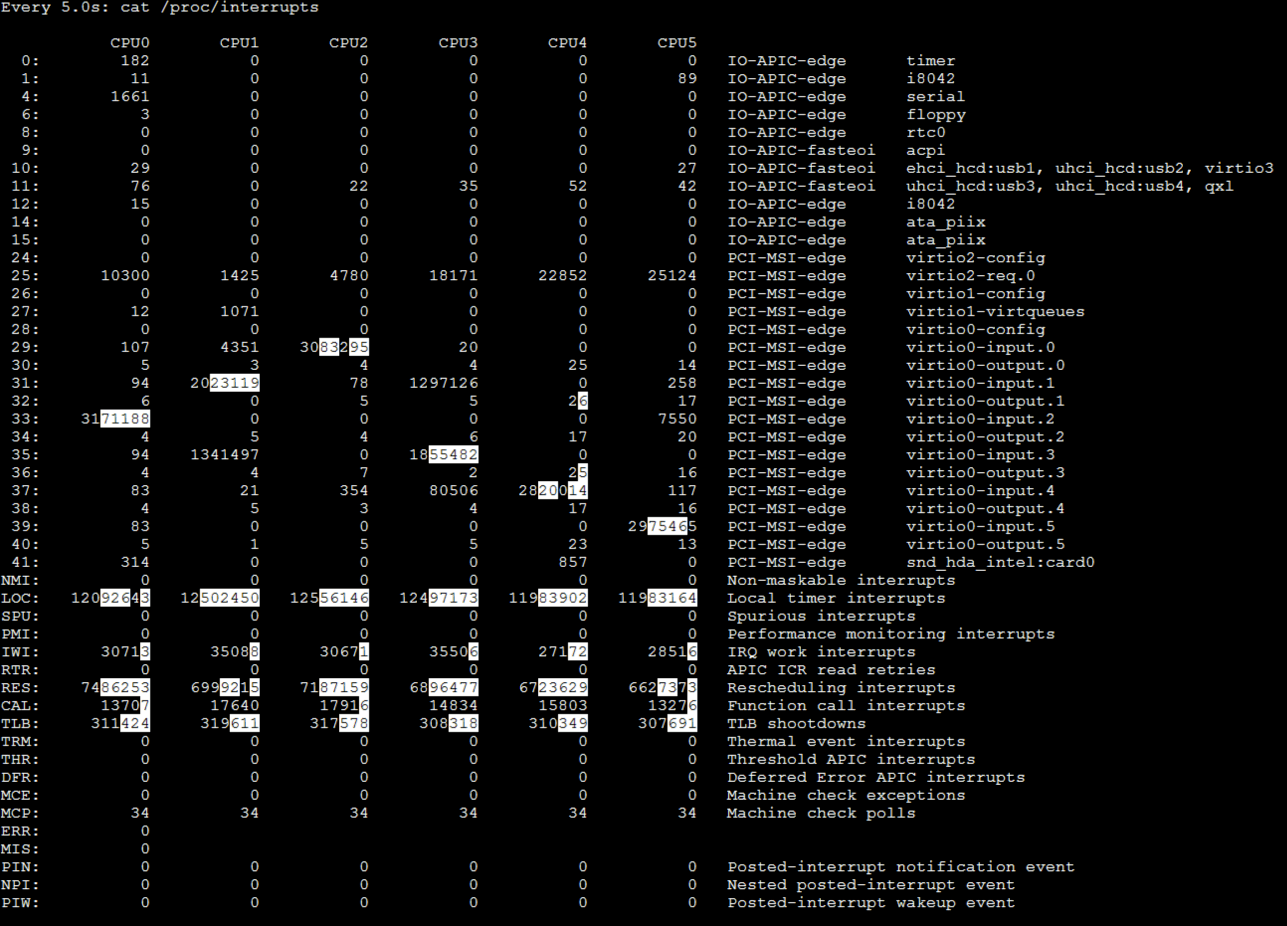 Every 5.0s: cat /proc/interrupts
CPU0 CPU1 CPU2 CPU3 CPU4 CPU5
0: 182 0 0 0 0 0 IO-APIC-edge timer
1: 11 0 0 0 0 89 IO-APIC-edge i8042
4: 1661 0 0 0 0 0 IO-APIC-edge serial
6: 3 0 0 0 0 0 IO-APIC-edge floppy
8: 0 0 0 0 0 0 IO-APIC-edge rtc0
9: 0 0 0 0 0 0 IO-APIC-fasteoi acpi
10: 29 0 0 0 0 27 IO-APIC-fasteoi ehci_hcd:usb1, uhci_hcd:usb2, virtio3
11: 76 0 22 35 52 42 IO-APIC-fasteoi uhci_hcd:usb3, uhci_hcd:usb4, qxl
12: 15 0 0 0 0 0 IO-APIC-edge i8042
14: 0 0 0 0 0 0 IO-APIC-edge ata_piix
15: 0 0 0 0 0 0 IO-APIC-edge ata_piix
24: 0 0 0 0 0 0 PCI-MSI-edge virtio2-config
25: 10300 1425 4780 18171 22852 25124 PCI-MSI-edge virtio2-req.0
26: 0 0 0 0 0 0 PCI-MSI-edge virtio1-config
27: 12 1071 0 0 0 0 PCI-MSI-edge virtio1-virtqueues
28: 0 0 0 0 0 0 PCI-MSI-edge virtio0-config
29: 107 4351 3083295 20 0 0 PCI-MSI-edge virtio0-input.0
30: 5 3 4 4 25 14 PCI-MSI-edge virtio0-output.0
31: 94 2023119 78 1297126 0 258 PCI-MSI-edge virtio0-input.1
32: 6 0 5 5 26 17 PCI-MSI-edge virtio0-output.1
33: 3171188 0 0 0 0 7550 PCI-MSI-edge virtio0-input.2
34: 4 5 4 6 17 20 PCI-MSI-edge virtio0-output.2
35: 94 1341497 0 1855482 0 0 PCI-MSI-edge virtio0-input.3
36: 4 4 7 2 25 16 PCI-MSI-edge virtio0-output.3
37: 83 21 354 80506 2820014 117 PCI-MSI-edge virtio0-input.4
38: 4 5 3 4 17 16 PCI-MSI-edge virtio0-output.4
39: 83 0 0 0 0 2975465 PCI-MSI-edge virtio0-input.5
40: 5 1 5 5 23 13 PCI-MSI-edge virtio0-output.5
41: 314 0 0 0 857 0 PCI-MSI-edge snd_hda_intel:card0
NMI: 0 0 0 0 0 0 Non-maskable interrupts
LOC: 12092643 12502450 12556146 12497173 11983902 11983164 Local timer interrupts
SPU: 0 0 0 0 0 0 Spurious interrupts
PMI: 0 0 0 0 0 0 Performance monitoring interrupts
IWI: 30713 35088 30671 35506 27172 28516 IRQ work interrupts
RTR: 0 0 0 0 0 0 APIC ICR read retries
RES: 7486253 6999215 7187159 6896477 6723629 6627373 Rescheduling interrupts
CAL: 13707 17640 17916 14834 15803 13276 Function call interrupts
TLB: 311424 319611 317578 308318 310349 307691 TLB shootdowns
TRM: 0 0 0 0 0 0 Thermal event interrupts
THR: 0 0 0 0 0 0 Threshold APIC interrupts
DFR: 0 0 0 0 0 0 Deferred Error APIC interrupts
MCE: 0 0 0 0 0 0 Machine check exceptions
MCP: 34 34 34 34 34 34 Machine check polls
ERR: 0
MIS: 0
PIN: 0 0 0 0 0 0 Posted-interrupt notification event
NPI: 0 0 0 0 0 0 Nested posted-interrupt event
PIW: 0 0 0 0 0 0 Posted-interrupt wakeup event